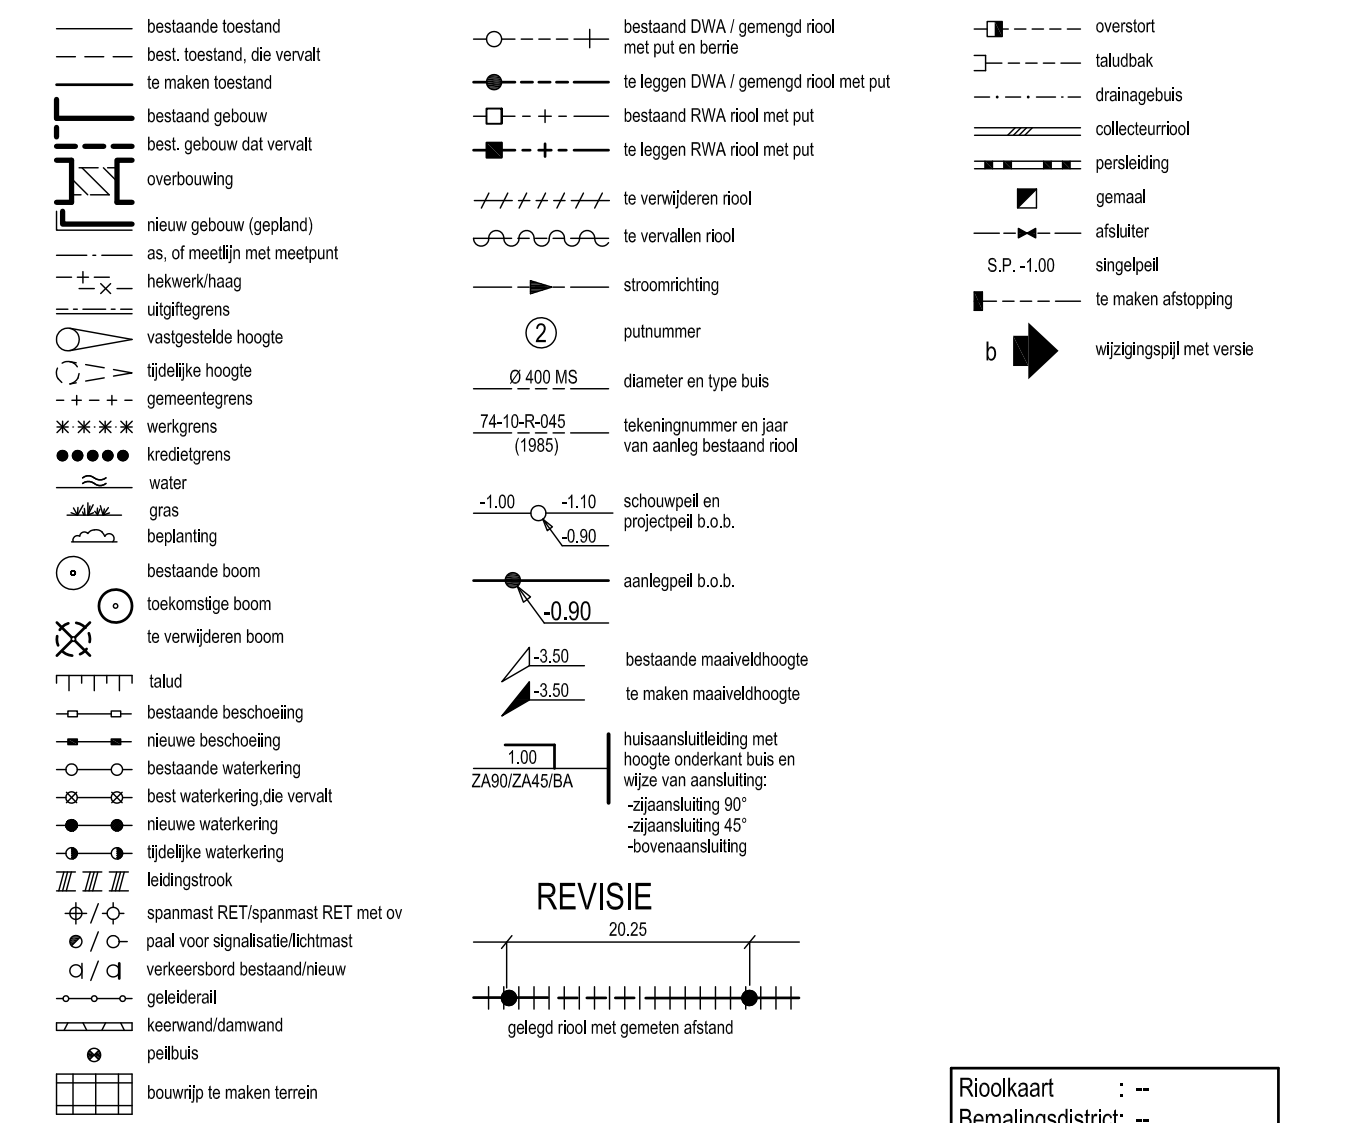 bestaande toestand
best. toestand, die vervalt
te maken toestand
bestaand gebouw
best. gebouw dat vervalt
overbouwing
nieuw gebouw (gepland)
as, of meetlijn met meetpunt
hekwerk/haag
uitgiftegrens
vastgestelde hoogte
tijdelijke hoogte
gemeentegrens
werkgrens
kredietgrens
water
gras
beplanting
bestaande boom
toekomstige boom
te verwijderen boom
talud
bestaande beschoeiing
nieuwe beschoeiing
bestaande waterkering
best waterkering,die vervalt
nieuwe waterkering
tijdelijke waterkering
leidingstrook
spanmast RET/spanmast RET met ov
paal voor signalisatie/lichtmast
verkeersbord bestaand/nieuw
geleiderail
keerwand/damwand
peilbuis
bouwrijp te maken terrein
bestaand DWA / gemengd riool
met put en berrie
te leggen DWA / gemengd riool met put
bestaand RWA riool met put
te leggen RWA riool met put
te verwijderen riool
te vervallen riool
stroomrichting
2 putnummer
Ø 400 MS diameter en type buis
74-10-R-045 tekeningnummer en jaar
(1985) van aanleg bestaand riool
-1.00 -1.10 schouwpeil en
projectpeil b.o.b.
-0.90
aanlegpeil b.o.b.
-0.90
-3.50 bestaande maaiveldhoogte
-3.50 te maken maaiveldhoogte
huisaansluitleiding met
1.00 hoogte onderkant buis en
ZA90/ZA45/BA wijze van aansluiting:
-zijaansluiting 90°
-zijaansluiting 45°
-bovenaansluiting
REVISIE
20.25
gelegd riool met gemeten afstand
overstort
taludbak
drainagebuis
collecteurriool
persleiding
gemaal
afsluiter
S.P. -1.00 singelpeil
te maken afstopping
b wijzigingspijl met versie
Rioolkaart : --
Bemalingsdistrict: --